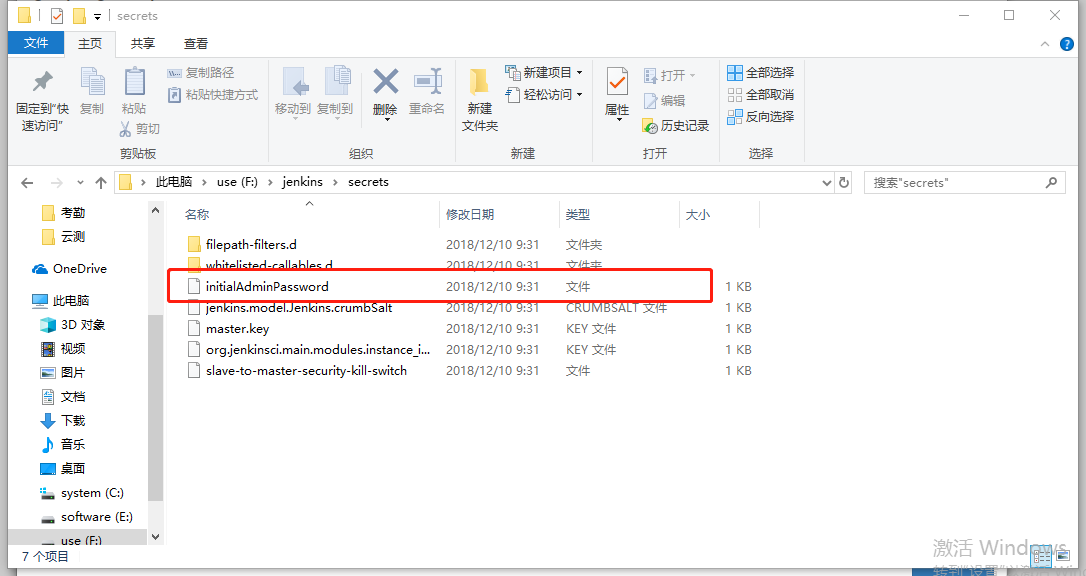 secrets
文件 主页 共享 查看
固定到"快速访问" 复制 粘贴 复制路径 粘贴快捷方式 剪切
移动到 复制到 删除 重命名
新建文件夹 新建项目 轻松访问
属性 打开 编辑 历史记录
全部选择 全部取消 反向选择
剪贴板 组织 新建 打开 选择
此电脑 use (F:) jenkins secrets
搜索"secrets"
考勤
云测
OneDrive
此电脑
3D 对象
视频
图片
文档
下载
音乐
桌面
system (C:)
software (E:)
use (F:)
名称 修改日期 类型 大小
filepath-filters.d 2018/12/10 9:31 文件夹
whitelisted-callables.d 2018/12/10 9:31 文件夹
initialAdminPassword 2018/12/10 9:31 文件 1 KB
jenkins.model.Jenkins.crumbSalt 2018/12/10 9:31 CRUMBSALT 文件 1 KB
master.key 2018/12/10 9:31 KEY 文件 1 KB
org.jenkinsci.main.modules.instance_i... 2018/12/10 9:31 KEY 文件 1 KB
slave-to-master-security-kill-switch 2018/12/10 9:31 文件 1 KB
7 个项目
激活 Windows